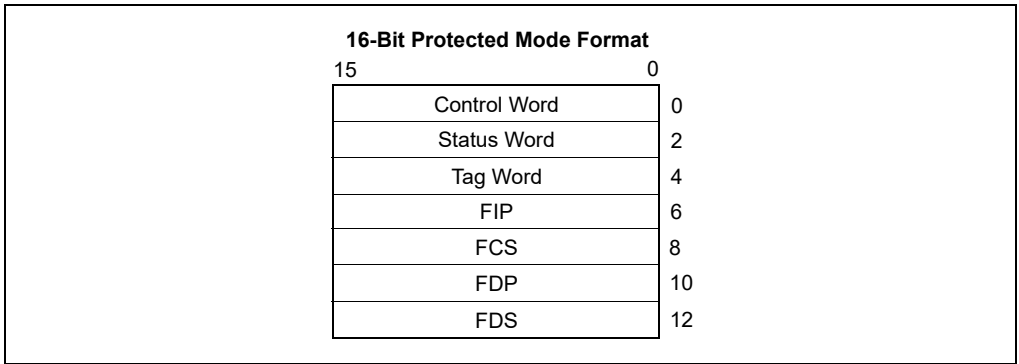 16-Bit Protected Mode Format
15 0
Control Word 0
Status Word 2
Tag Word 4
FIP 6
FCS 8
FDP 10
FDS 12